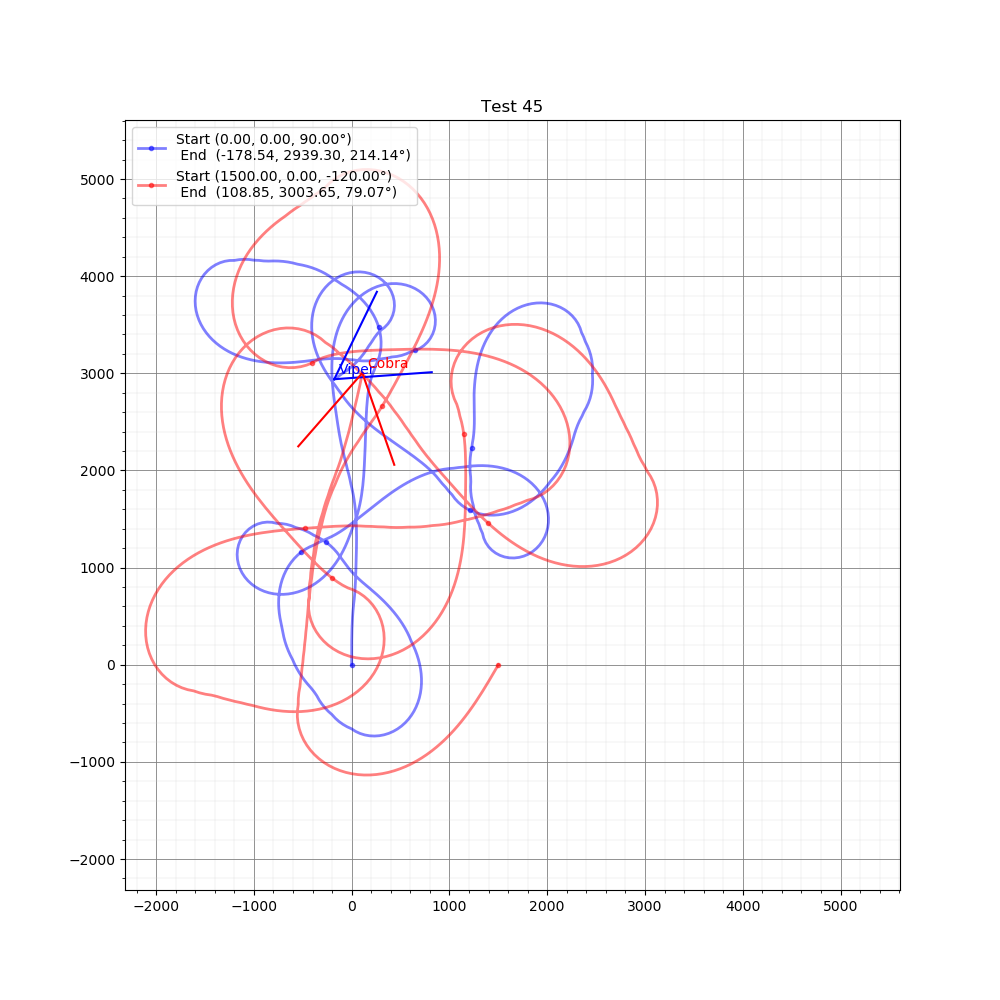 Test 45
Start (0.00, 0.00, 90.00°)
End (-178.54, 2939.30, 214.14°)
Start (1500.00, 0.00, -120.00°)
End (108.85, 3003.65, 79.07°)
5000
4000
3000
2000
1000
0
−1000
−2000
Cobra
Viper
−2000 −1000 0 1000 2000 3000 4000 5000